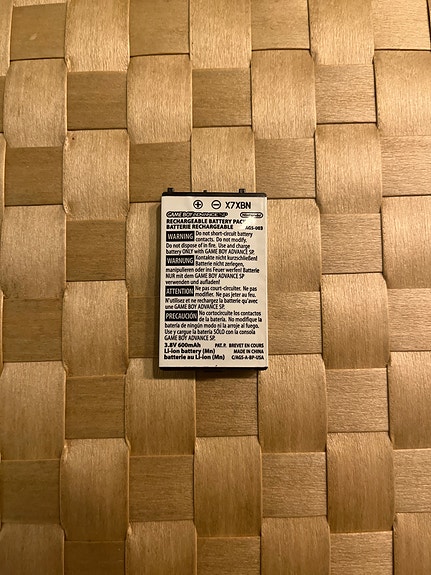 ⊕ ⊖ X7XBN
GAME BOY ADVANCE SP Nintendo
RECHARGEABLE BATTERY PACK
BATTERIE RECHARGEABLE AGS-003
WARNING Do not short-circuit battery
contacts. Do not modify.
Do not dispose of in fire. Use and charge
battery ONLY with GAME BOY ADVANCE SP.
WARNUNG Kontakte nicht kurzschließen!
Batterie nicht zerlegen,
manipulieren oder ins Feuer werfen! Batterie
NUR mit dem GAME BOY ADVANCE SP
verwenden und aufladen!
ATTENTION Ne pas court-circuiter. Ne pas
modifier. Ne pas jeter au feu.
N'utilisez et ne rechargez la batterie qu'avec
une GAME BOY ADVANCE SP.
PRECAUCIÓN No cortocircuite los contactos
de la batería. No modifique la
batería de ningún modo ni la arroje al fuego.
Use y cargue la batería SÓLO con la consola
GAME BOY ADVANCE SP.
3.8V 600mAh PAT.P. BREVET EN COURS
Li-ion battery (Mn) MADE IN CHINA
batterie au Li-ion (Mn) C/AGS-A-BP-USA